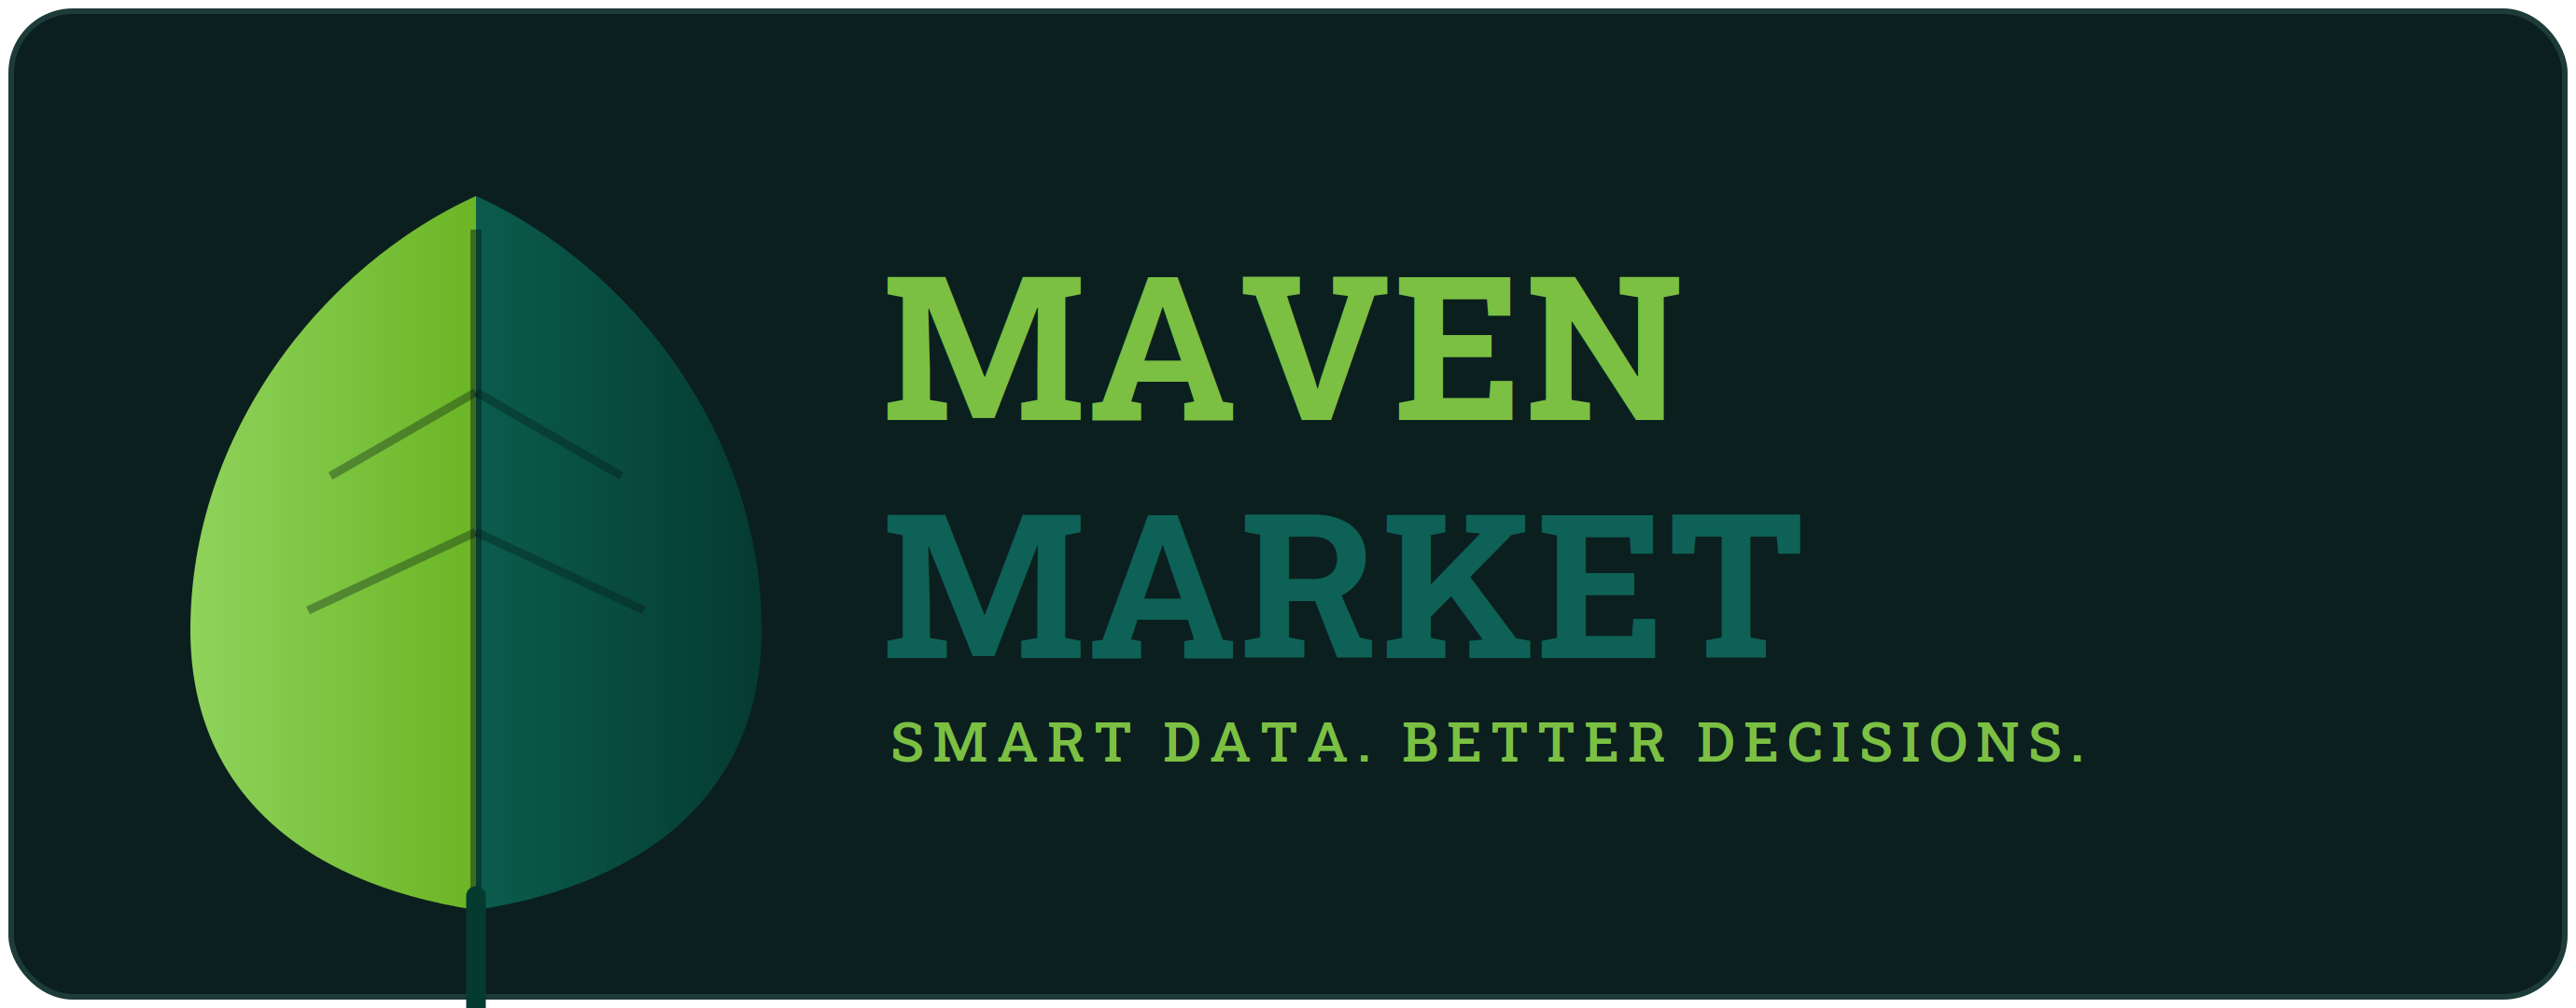 MAVEN
MARKET
SMART DATA. BETTER DECISIONS.